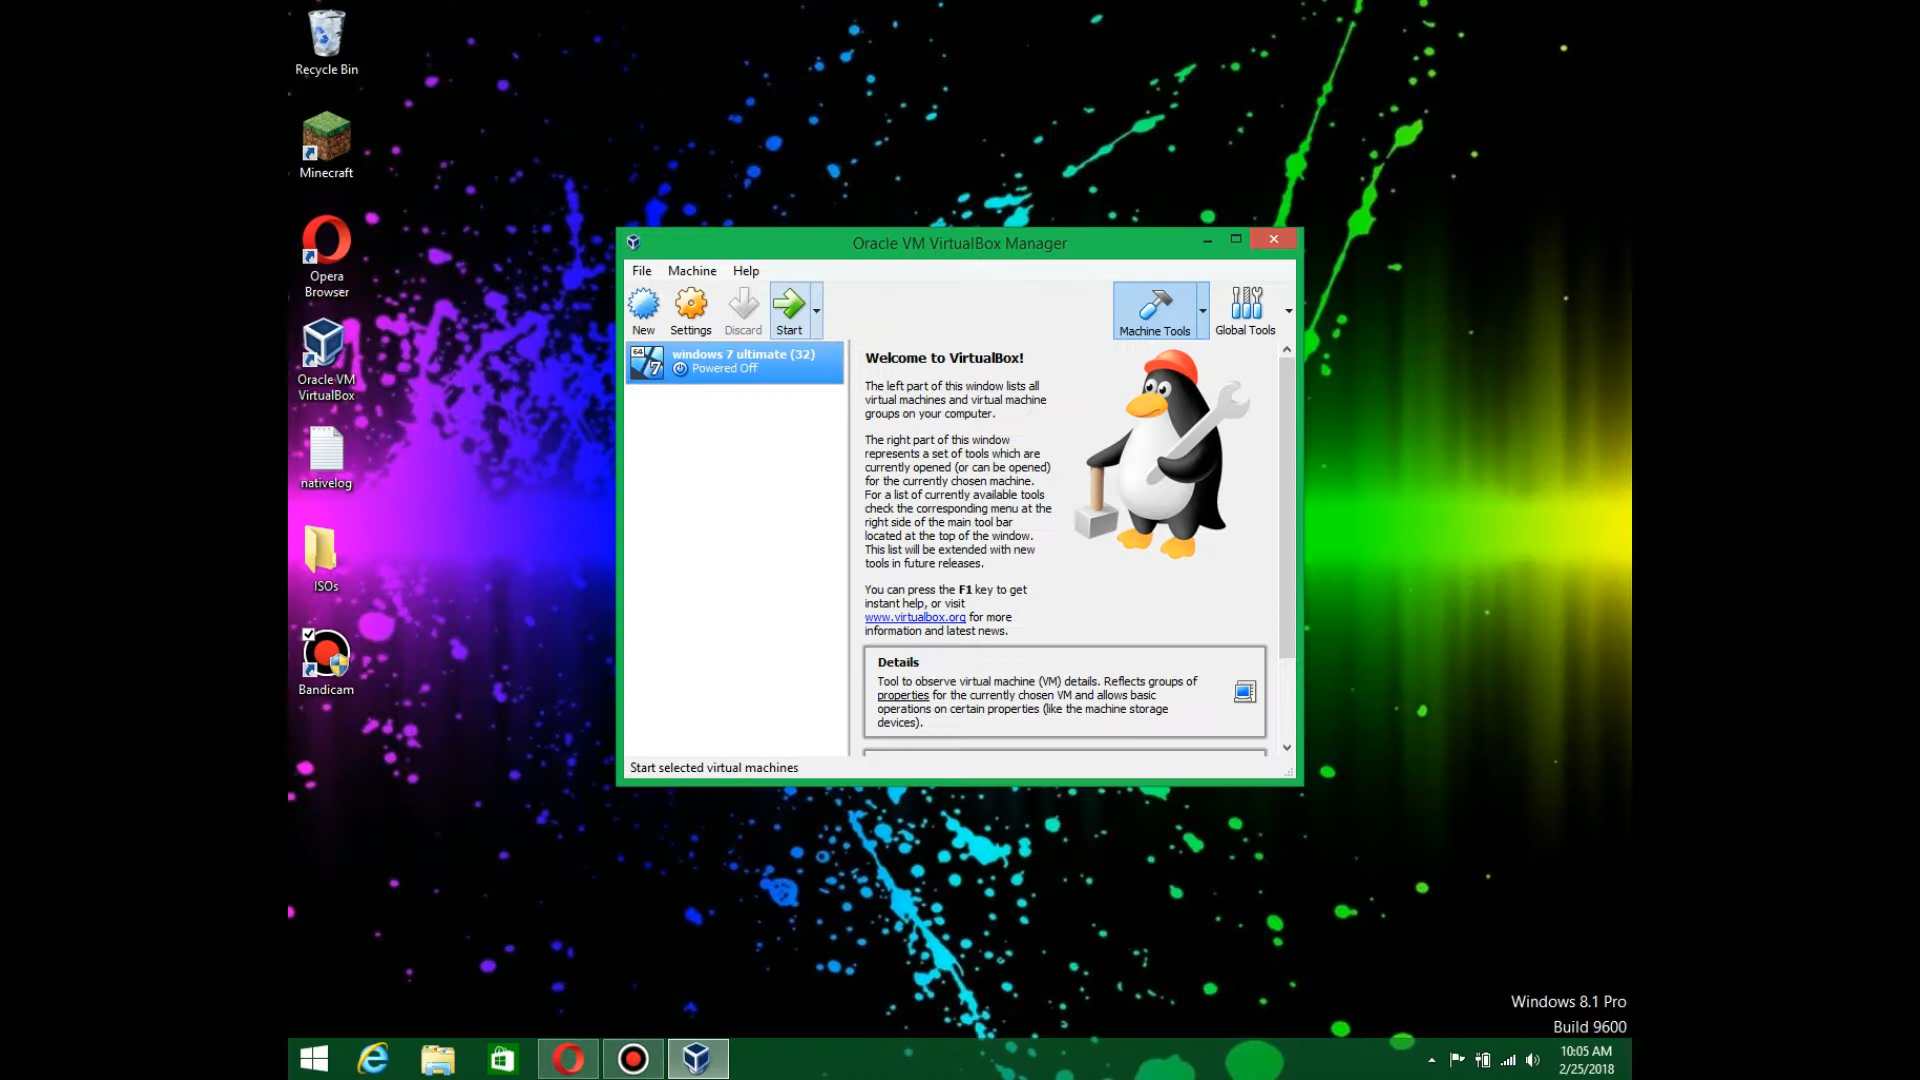 Recycle Bin
Minecraft
Opera
Browser
Oracle VM
VirtualBox
nativelog
ISOs
Bandicam
Oracle VM VirtualBox Manager
File Machine Help
New Settings Discard Start Machine Tools Global Tools
64 7 windows 7 ultimate (32)
Powered Off
Welcome to VirtualBox!
The left part of this window lists all
virtual machines and virtual machine
groups on your computer.
The right part of this window
represents a set of tools which are
currently opened (or can be opened)
for the currently chosen machine.
For a list of currently available tools
check the corresponding menu at the
right side of the main tool bar
located at the top of the window.
This list will be extended with new
tools in future releases.
You can press the F1 key to get
instant help, or visit
www.virtualbox.org for more
information and latest news.
Details
Tool to observe virtual machine (VM) details. Reflects groups of
properties for the currently chosen VM and allows basic
operations on certain properties (like the machine storage
devices).
Start selected virtual machines
Windows 8.1 Pro
Build 9600
10:05 AM
2/25/2018